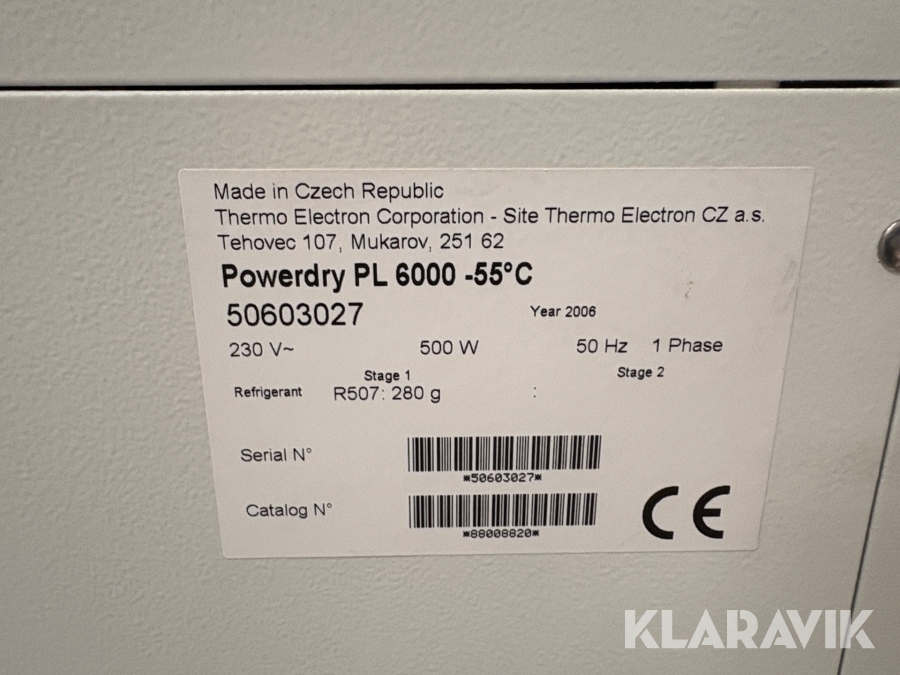 Made in Czech Republic
Thermo Electron Corporation - Site Thermo Electron CZ a.s.
Tehovec 107, Mukarov, 251 62
Powerdry PL 6000 -55°C
50603027 Year 2006
230 V~ 500 W 50 Hz 1 Phase
Stage 1 Stage 2
Refrigerant R507: 280 g :
Serial N°
*50603027*
Catalog N°
*88008820*
CE
KLARAVIK